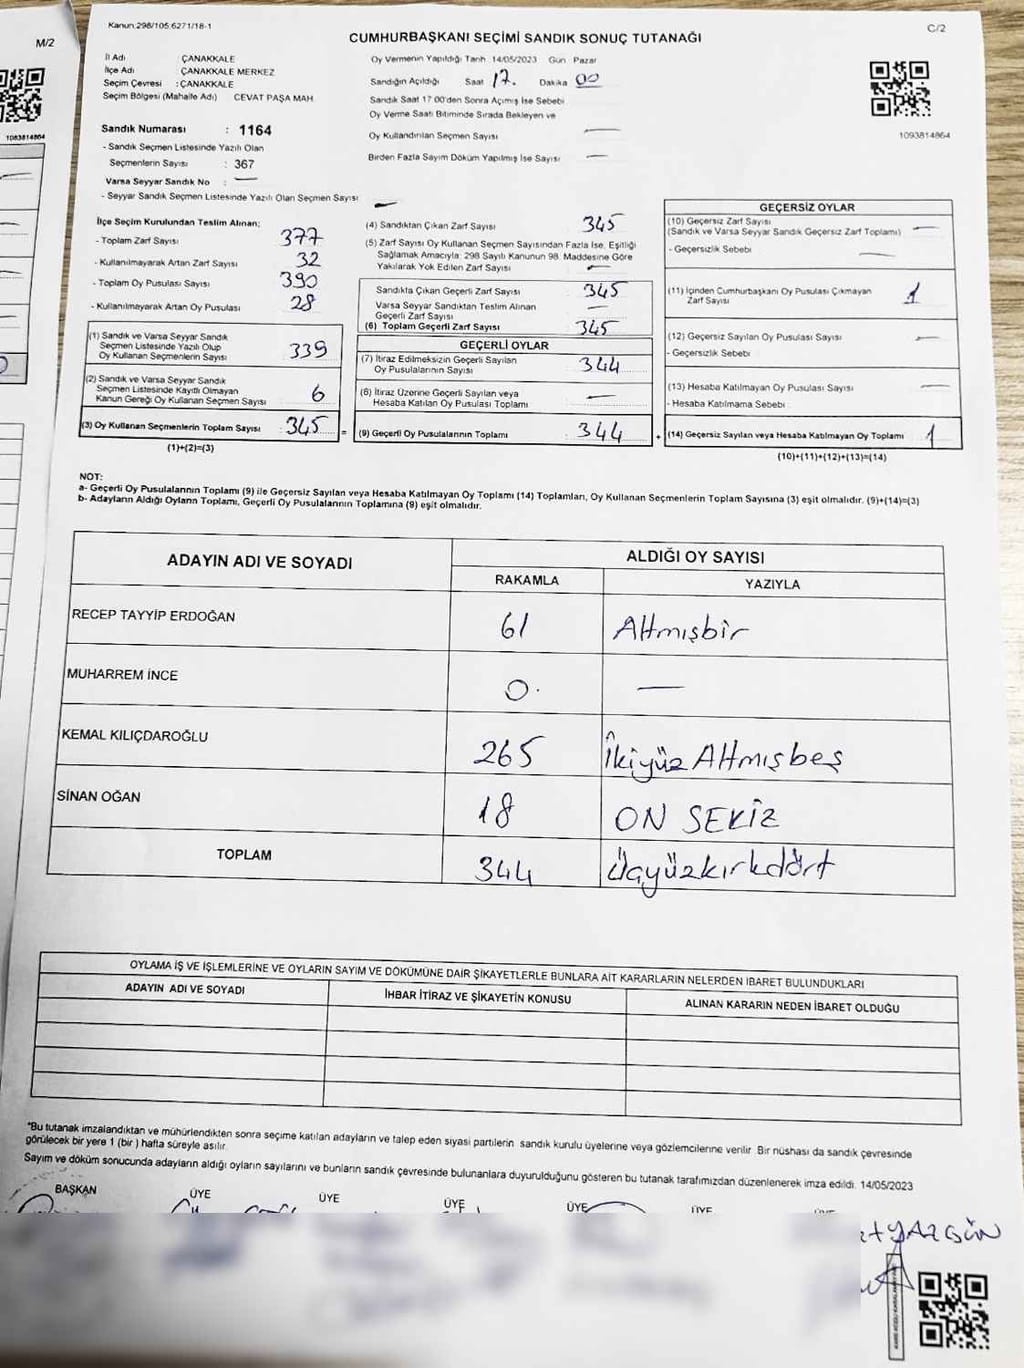 Kanun:298/105:6271/18-1
M/2
C/2
CUMHURBAŞKANI SEÇİMİ SANDIK SONUÇ TUTANAĞI
İl Adı ÇANAKKALE
İlçe Adı : ÇANAKKALE MERKEZ
Seçim Çevresi : ÇANAKKALE
Seçim Bölgesi (Mahalle Adı) CEVAT PAŞA MAH
Oy Vermenin Yapıldığı Tarih 14/05/2023 Gün Pazar
Sandığın Açıldığı Saat 17. Dakika 00
Sandık Saat 17 00'den Sonra Açmış İse Sebebi
Oy Verme Saati Bitiminde Sırada Bekleyen ve
Oy Kullandırılan Seçmen Sayısı —
Birden Fazla Sayım Döküm Yapılmış İse Sayısı —
1093814864
1093814864
Sandık Numarası : 1164
- Sandık Seçmen Listesinde Yazılı Olan
Seçmenlerin Sayısı : 367
Varsa Seyyar Sandık No : —
- Seyyar Sandık Seçmen Listesinde Yazılı Olan Seçmen Sayısı —
İlçe Seçim Kurulundan Teslim Alınan:
- Toplam Zarf Sayısı 377
- Kullanılmayarak Artan Zarf Sayısı 32
- Toplam Oy Pusulası Sayısı 390
- Kullanılmayarak Artan Oy Pusulası 28
(1) Sandık ve Varsa Seyyar Sandık
Seçmen Listesinde Yazılı Olup
Oy Kullanan Seçmenlerin Sayısı 339
(2) Sandık ve Varsa Seyyar Sandık
Seçmen Listesinde Kayıtlı Olmayan
Kanun Gereği Oy Kullanan Seçmen Sayısı 6
(3) Oy Kullanan Seçmenlerin Toplam Sayısı : 345 =
(1)+(2)=(3)
(4) Sandıktan Çıkan Zarf Sayısı 345
(5) Zarf Sayısı Oy Kullanan Seçmen Sayısından Fazla İse, Eşitliği
Sağlamak Amacıyla: 298 Sayılı Kanunun 98. Maddesine Göre
Yakılarak Yok Edilen Zarf Sayısı —
Sandıkta Çıkan Geçerli Zarf Sayısı 345
Varsa Seyyar Sandıktan Teslim Alınan
Geçerli Zarf Sayısı —
(6) Toplam Geçerli Zarf Sayısı 345
GEÇERLİ OYLAR
(7) İtiraz Edilmeksizin Geçerli Sayılan
Oy Pusulalarının Sayısı 344
(8) İtiraz Üzerine Geçerli Sayılan veya
Hesaba Katılan Oy Pusulası Toplamı —
(9) Geçerli Oy Pusulalarının Toplamı 344 +
GEÇERSİZ OYLAR
(10) Geçersiz Zarf Sayısı
(Sandık ve Varsa Seyyar Sandık Geçersiz Zarf Toplamı) —
- Geçersizlik Sebebi —
(11) İçinden Cumhurbaşkanı Oy Pusulası Çıkmayan
Zarf Sayısı 1
(12) Geçersiz Sayılan Oy Pusulası Sayısı —
- Geçersizlik Sebebi
(13) Hesaba Katılmayan Oy Pusulası Sayısı —
- Hesaba Katılmama Sebebi
(14) Geçersiz Sayılan veya Hesaba Katılmayan Oy Toplamı 1
(10)+(11)+(12)+(13)=(14)
NOT:
a- Geçerli Oy Pusulalarının Toplamı (9) ile Geçersiz Sayılan veya Hesaba Katılmayan Oy Toplamı (14) Toplamları, Oy Kullanan Seçmenlerin Toplam Sayısına (3) eşit olmalıdır. (9)+(14)=(3)
b- Adayların Aldığı Oyların Toplamı, Geçerli Oy Pusulalarının Toplamına (9) eşit olmalıdır.
ADAYIN ADI VE SOYADI
ALDIĞI OY SAYISI
RAKAMLA YAZIYLA
RECEP TAYYİP ERDOĞAN 61 Altmışbir
MUHARREM İNCE 0. —
KEMAL KILIÇDAROĞLU 265 İkiyüz Altmışbeş
SİNAN OĞAN 18 ON SEKİZ
TOPLAM 344 Üçyüzkırkdört
OYLAMA İŞ VE İŞLEMLERİNE VE OYLARIN SAYIM VE DÖKÜMÜNE DAİR ŞİKAYETLERLE BUNLARA AİT KARARLARIN NELERDEN İBARET BULUNDUKLARI
ADAYIN ADI VE SOYADI İHBAR İTİRAZ VE ŞİKAYETİN KONUSU ALINAN KARARIN NEDEN İBARET OLDUĞU
*Bu tutanak imzalandıktan ve mühürlendikten sonra seçime katılan adayların ve talep eden siyasi partilerin sandık kurulu üyelerine veya gözlemcilerine verilir. Bir nüshası da sandık çevresinde
görülecek bir yere 1 (bir ) hafta süreyle asılır.
Sayım ve döküm sonucunda adayların aldığı oyların sayılarını ve bunların sandık çevresinde bulunanlara duyurulduğunu gösteren bu tutanak tarafımızdan düzenlenerek imza edildi. 14/05/2023
BAŞKAN ÜYE ÜYE ÜYE ÜYE ÜYE
YAZGÜN